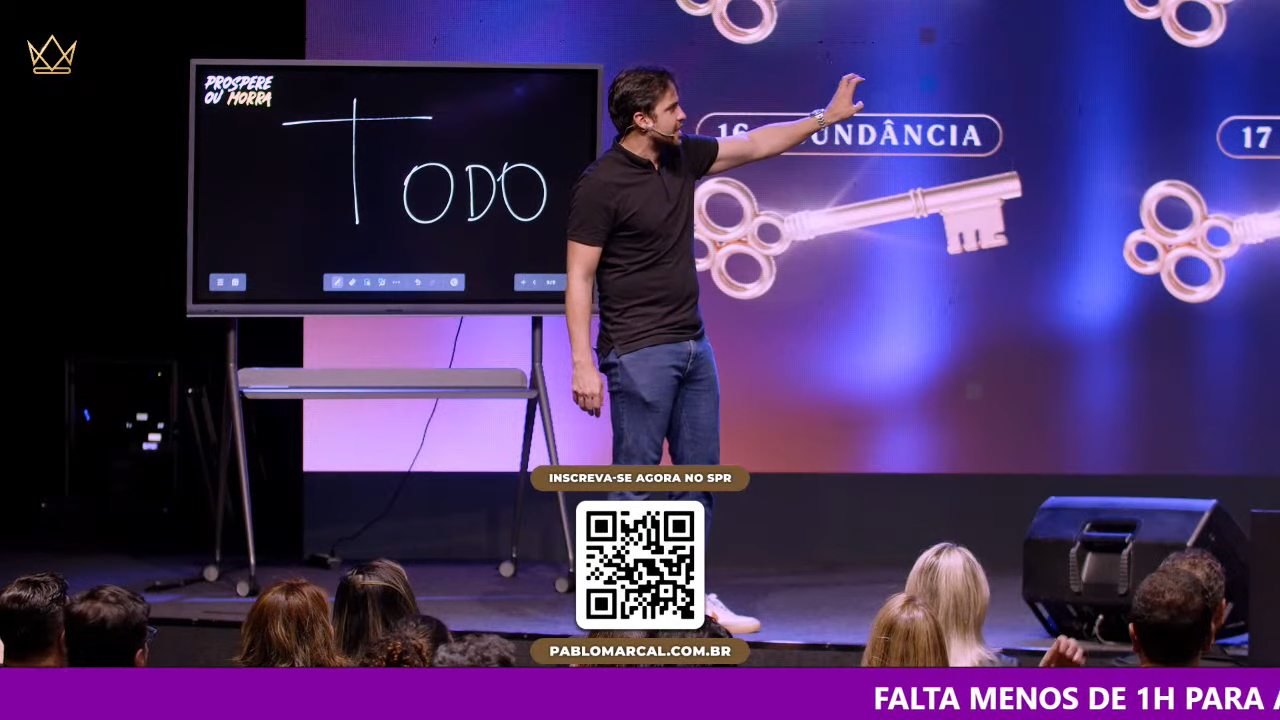 PROSPERE
OU MORRA
TODO
16 ABUNDÂNCIA
17
INSCREVA-SE AGORA NO SPR
PABLOMARCAL.COM.BR
FALTA MENOS DE 1H PARA A